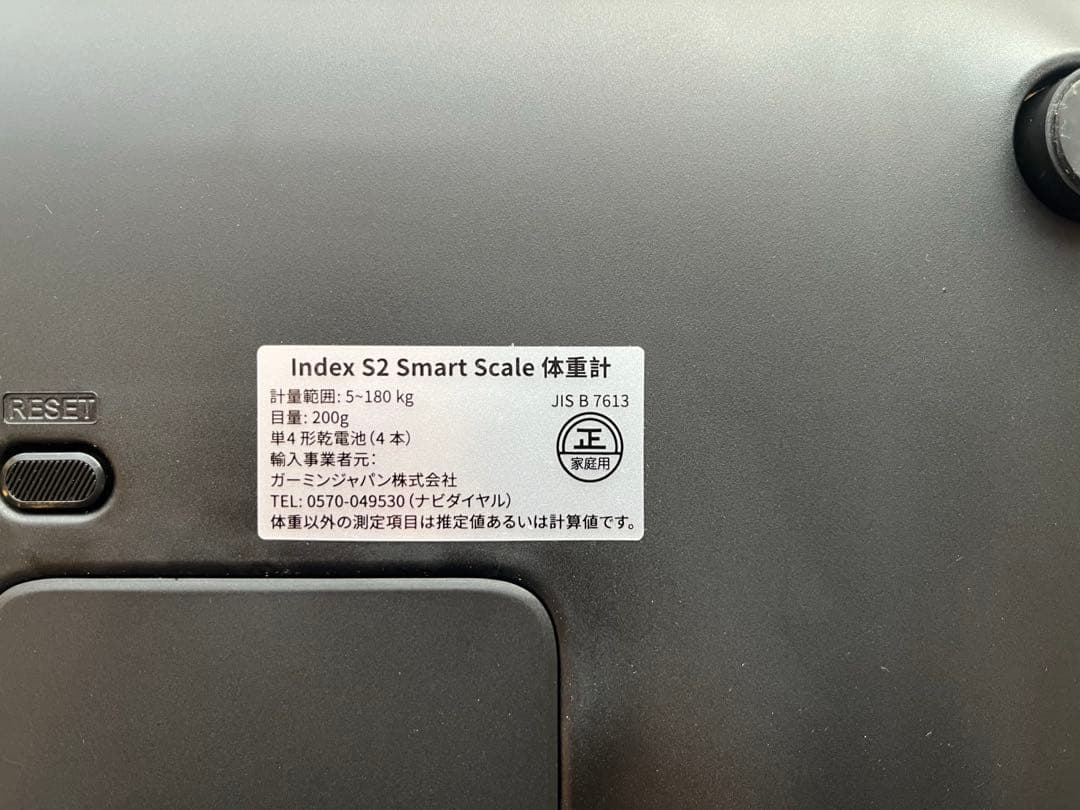 Index S2 Smart Scale 体重計
計量範囲: 5~180 kg
JIS B 7613
目量: 200g
正
単4形乾電池(4本)
家庭用
輸入事業者元:
ガーミンジャパン株式会社
TEL: 0570-049530(ナビダイヤル)
体重以外の測定項目は推定値あるいは計算値です。
RESET